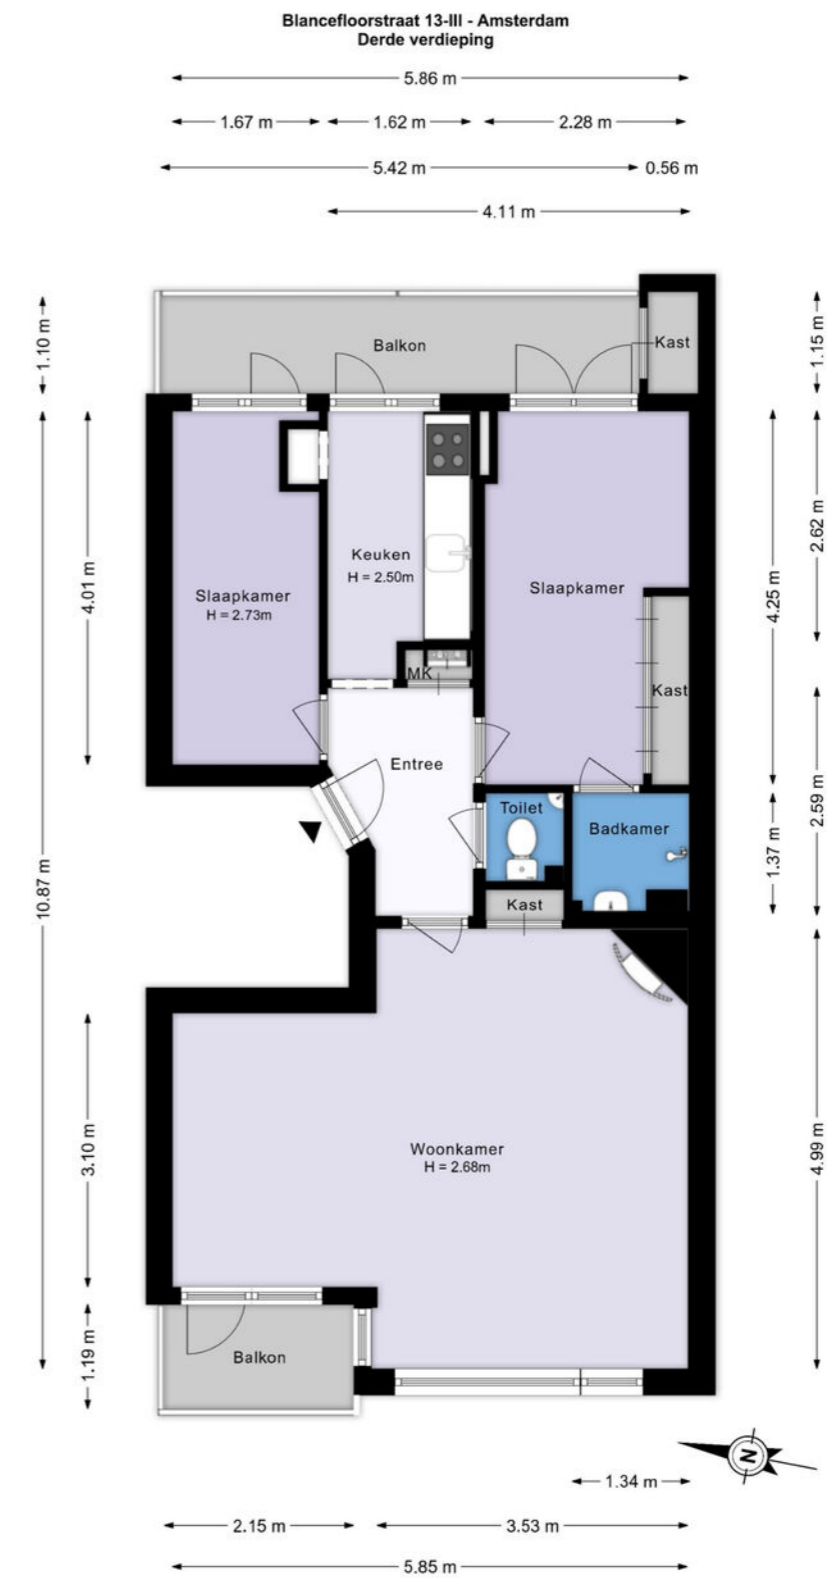 Blancefloorstraat 13-III - Amsterdam
Derde verdieping
5.86 m
1.67 m
1.62 m
2.28 m
5.42 m
0.56 m
4.11 m
1.10 m
Balkon
Kast
1.15 m
10.87 m
4.01 m
Slaapkamer
H = 2.73m
Keuken
H = 2.50m
Slaapkamer
4.25 m
2.62 m
MK
Kast
Entree
Toilet
Badkamer
1.37 m
2.59 m
Kast
3.10 m
Woonkamer
H = 2.68m
4.99 m
1.19 m
Balkon
N
1.34 m
2.15 m
3.53 m
5.85 m